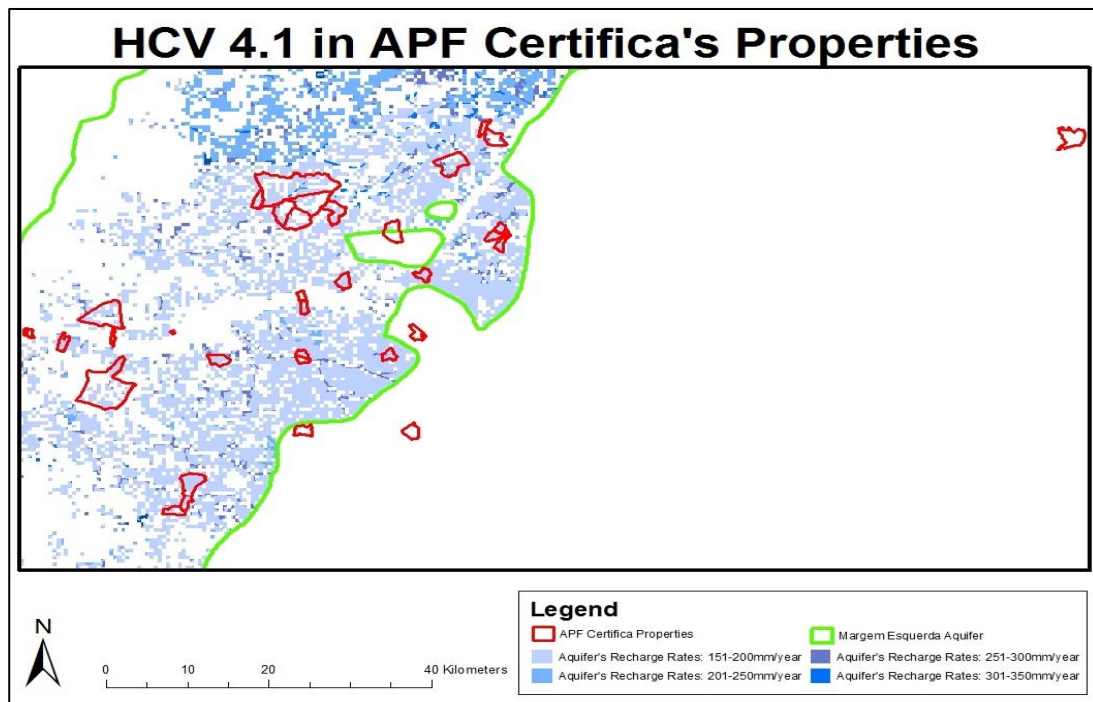 HCV 4.1 in APF Certifica's Properties
N
0 10 20 40 Kilometers
Legend
APF Certifica Properties
Margem Esquerda Aquifer
Aquifer's Recharge Rates: 151-200mm/year
Aquifer's Recharge Rates: 251-300mm/year
Aquifer's Recharge Rates: 201-250mm/year
Aquifer's Recharge Rates: 301-350mm/year